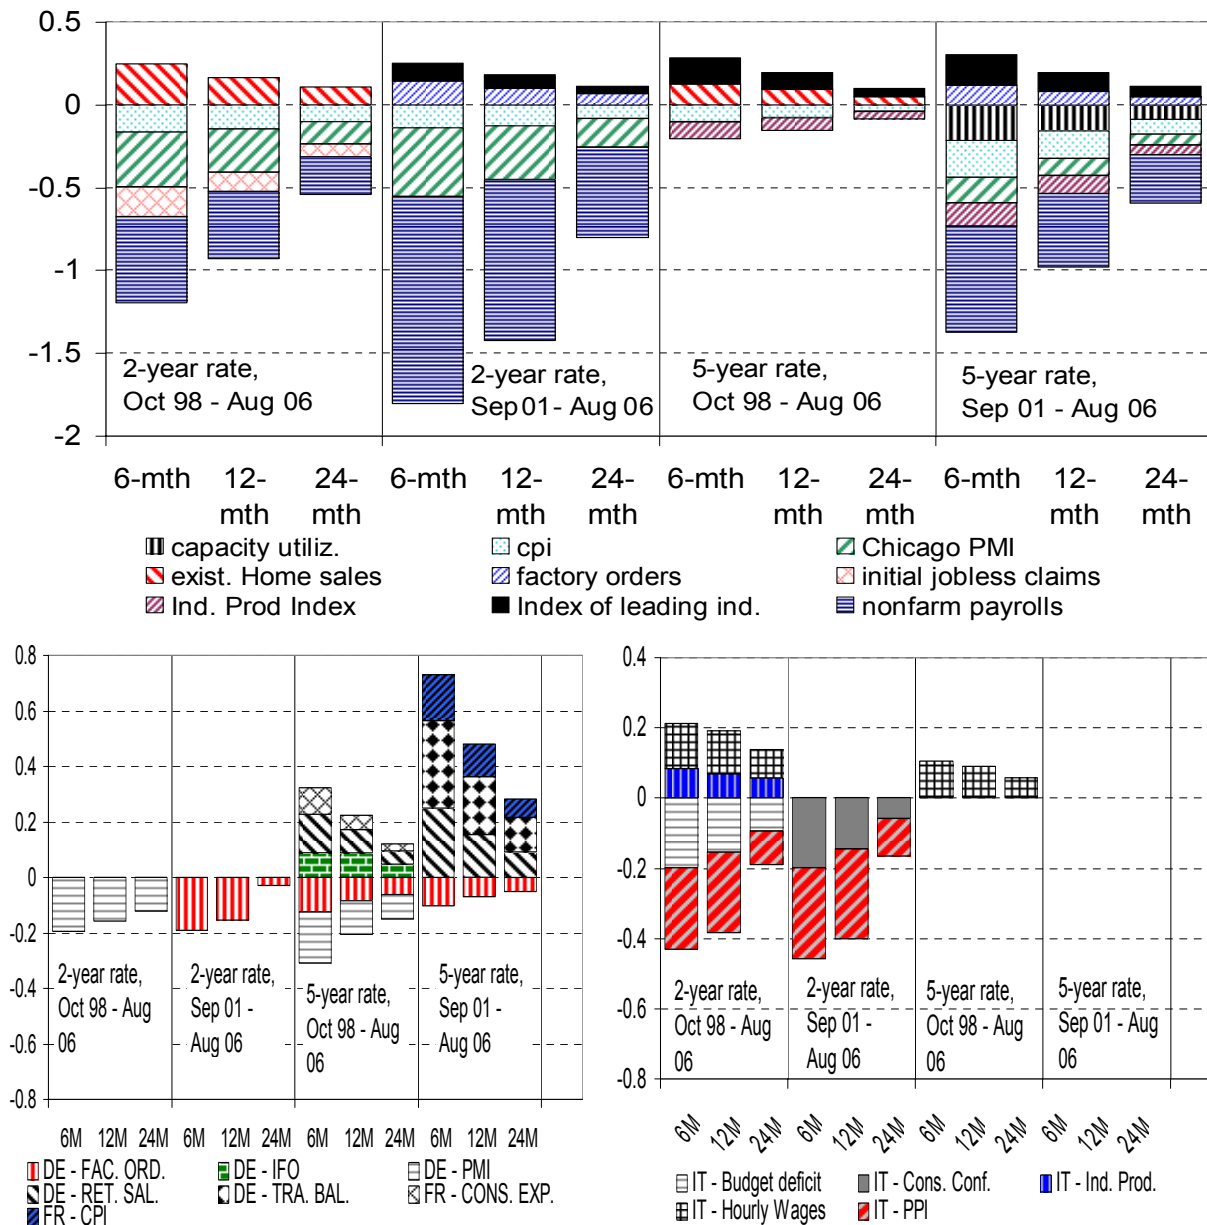 0.5
0
-0.5
-1
-1.5
-2
2-year rate,
Oct 98 - Aug 06
2-year rate,
Sep 01 - Aug 06
5-year rate,
Oct 98 - Aug 06
5-year rate,
Sep 01 - Aug 06
6-mth 12-mth 24-mth 6-mth 12-mth 24-mth 6-mth 12-mth 24-mth 6-mth 12-mth 24-mth
capacity utiliz. cpi Chicago PMI
exist. Home sales factory orders initial jobless claims
Ind. Prod Index Index of leading ind. nonfarm payrolls
0.8
0.6
0.4
0.2
0
-0.2
-0.4
-0.6
-0.8
2-year rate,
Oct 98 - Aug
06
2-year rate,
Sep 01 -
Aug 06
5-year rate,
Oct 98 - Aug
06
5-year rate,
Sep 01 -
Aug 06
6M 12M 24M 6M 12M 24M 6M 12M 24M 6M 12M 24M
DE - FAC. ORD. DE - IFO DE - PMI
DE - RET. SAL. DE - TRA. BAL. FR - CONS. EXP.
FR - CPI
0.4
0.2
0
-0.2
-0.4
-0.6
-0.8
2-year rate,
Oct 98 - Aug
06
2-year rate,
Sep 01 -
Aug 06
5-year rate,
Oct 98 - Aug
06
5-year rate,
Sep 01 - Aug
06
6M 12M 24M 6M 12M 24M 6M 12M 24M 6M 12M 24M
IT - Budget deficit IT - Cons. Conf. IT - Ind. Prod.
IT - Hourly Wages IT - PPI